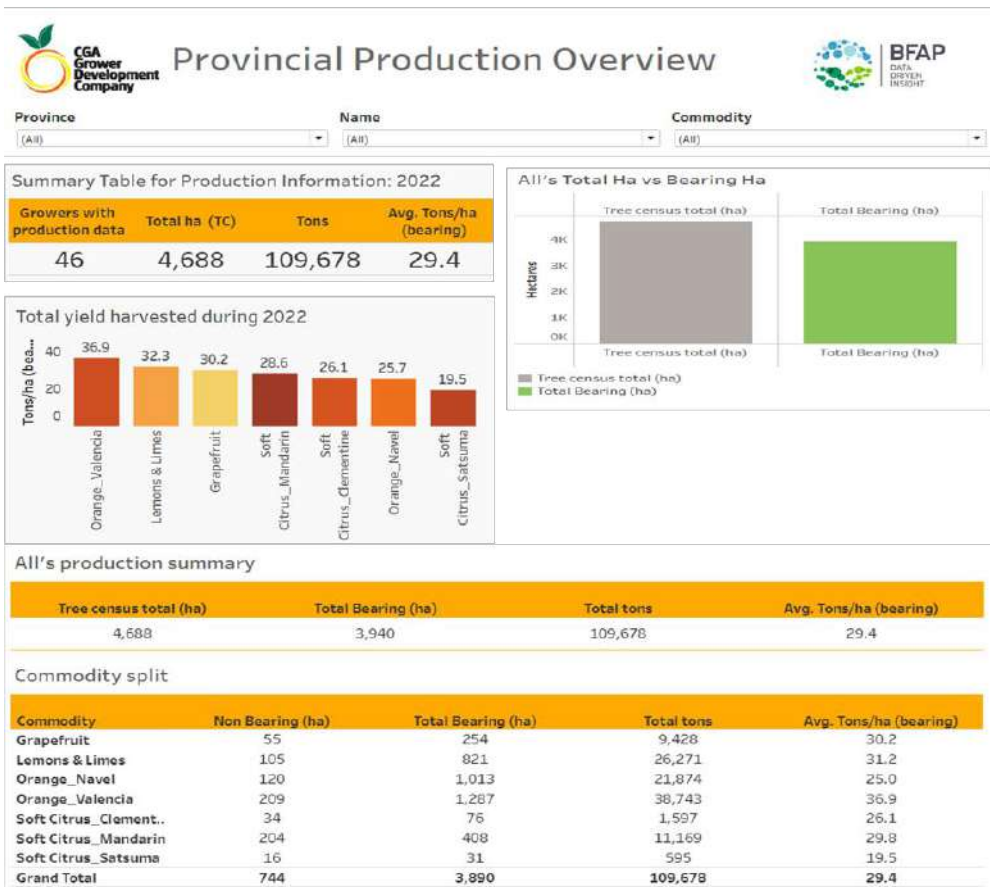 CGA
Grower
Development
Company
Provincial Production Overview
BFAP
DATA
DRIVEN
INSIGHT
Province Name Commodity
(All) (All) (All)
Summary Table for Production Information: 2022
Growers with production data Total ha (TC) Tons Avg. Tons/ha (bearing)
46 4,688 109,678 29.4
All's Total Ha vs Bearing Ha
Tree census total (ha) Total Bearing (ha)
Hectares
4K
3K
2K
1K
0K
Tree census total (ha) Total Bearing (ha)
Tree census total (ha)
Total Bearing (ha)
Total yield harvested during 2022
Tons/ha (bea...
40
20
0
36.9 32.3 30.2 28.6 26.1 25.7 19.5
Orange_Valencia
Lemons & Limes
Grapefruit
Soft Citrus_Mandarin
Soft Citrus_Clementine
Orange_Navel
Soft Citrus_Satsuma
All's production summary
Tree census total (ha) Total Bearing (ha) Total tons Avg. Tons/ha (bearing)
4,688 3,940 109,678 29.4
Commodity split
Commodity Non Bearing (ha) Total Bearing (ha) Total tons Avg. Tons/ha (bearing)
Grapefruit 55 254 9,428 30.2
Lemons & Limes 105 821 26,271 31.2
Orange_Navel 120 1,013 21,874 25.0
Orange_Valencia 209 1,287 38,743 36.9
Soft Citrus_Clement.. 34 76 1,597 26.1
Soft Citrus_Mandarin 204 408 11,169 29.8
Soft Citrus_Satsuma 16 31 595 19.5
Grand Total 744 3,890 109,678 29.4